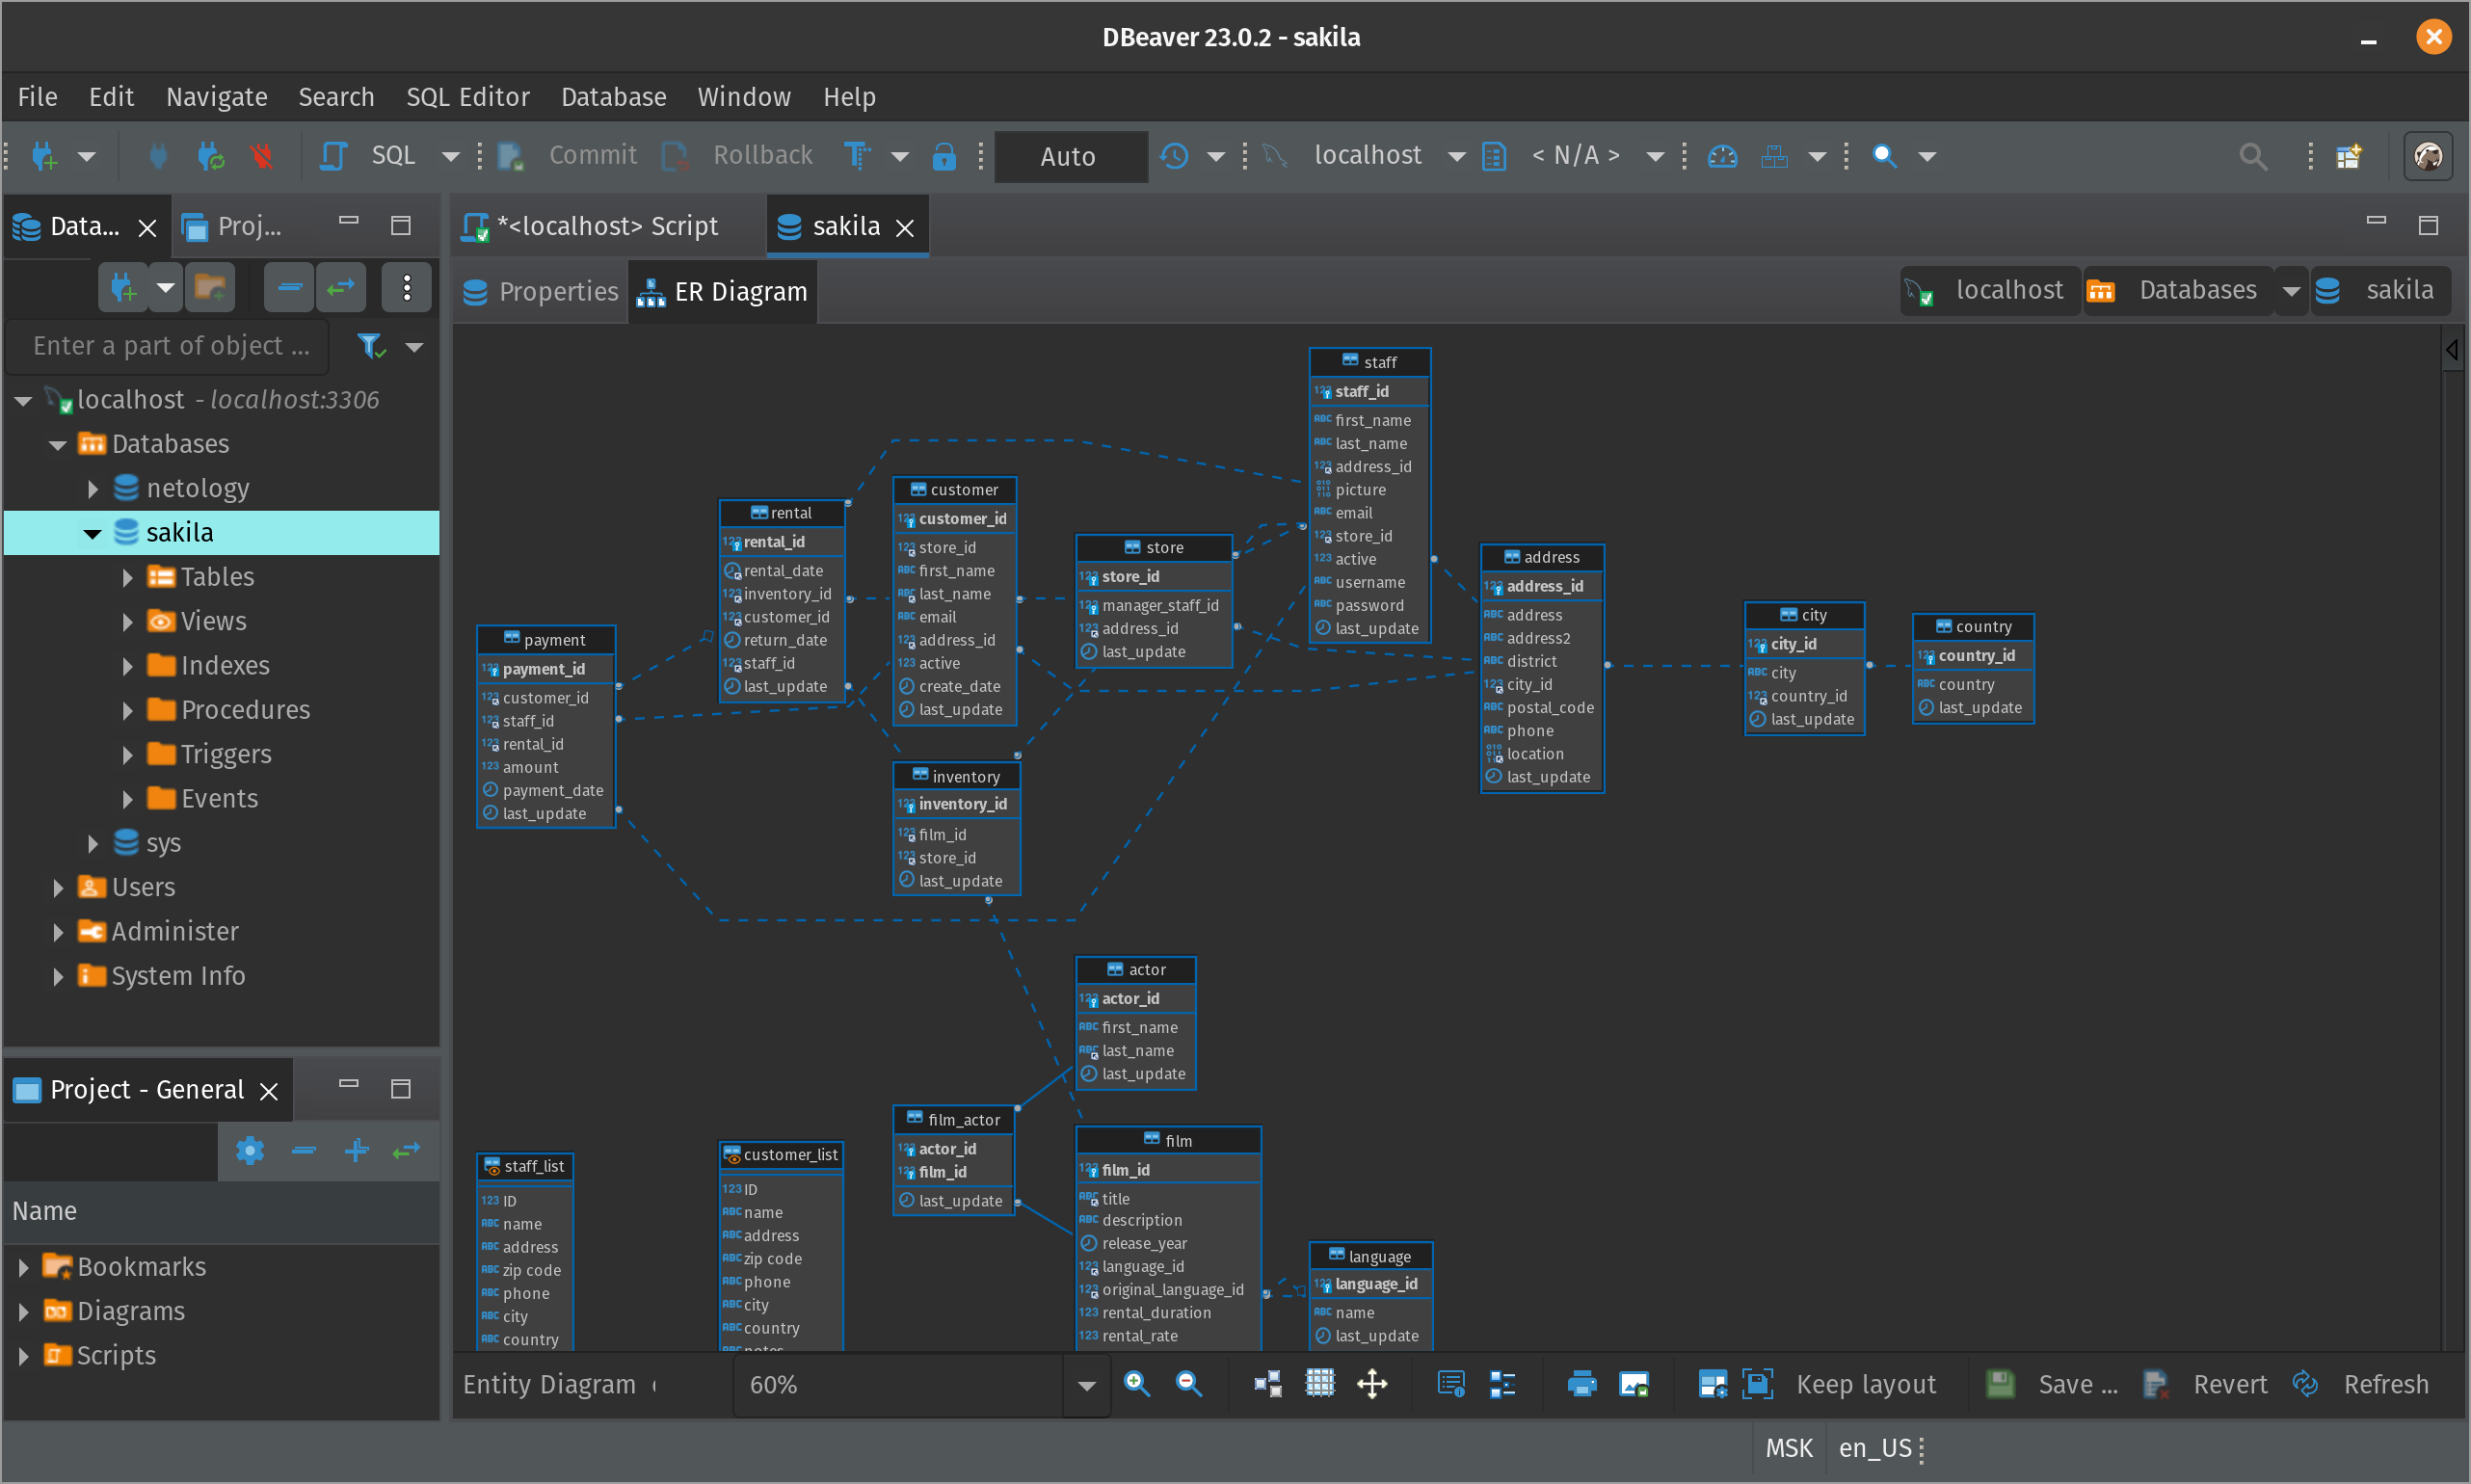 DBeaver 23.0.2 - sakila
File Edit Navigate Search SQL Editor Database Window Help
SQL Commit Rollback Auto localhost < N/A >
Data... Proj...
Enter a part of object ...
localhost - localhost:3306
Databases
netology
sakila
Tables
Views
Indexes
Procedures
Triggers
Events
sys
Users
Administer
System Info
Project - General
Name
Bookmarks
Diagrams
Scripts
*<localhost> Script sakila
Properties ER Diagram localhost Databases sakila
payment
payment_id
customer_id
staff_id
rental_id
amount
payment_date
last_update
rental
rental_id
rental_date
inventory_id
customer_id
return_date
staff_id
last_update
customer
customer_id
store_id
first_name
last_name
email
address_id
active
create_date
last_update
store
store_id
manager_staff_id
address_id
last_update
staff
staff_id
first_name
last_name
address_id
picture
email
store_id
active
username
password
last_update
address
address_id
address
address2
district
city_id
postal_code
phone
location
last_update
city
city_id
city
country_id
last_update
country
country_id
country
last_update
inventory
inventory_id
film_id
store_id
last_update
actor
actor_id
first_name
last_name
last_update
film_actor
actor_id
film_id
last_update
film
film_id
title
description
release_year
language_id
original_language_id
rental_duration
rental_rate
language
language_id
name
last_update
staff_list
ID
name
address
zip code
phone
city
country
customer_list
ID
name
address
zip code
phone
city
country
notes
Entity Diagram 60% Keep layout Save ... Revert Refresh
MSK en_US